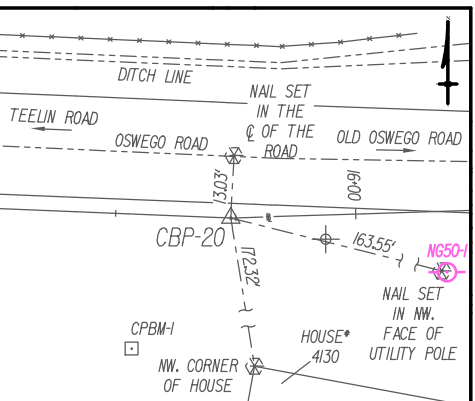 DITCH LINE
NAIL SET
IN THE
℄ OF THE
ROAD
TEELIN ROAD
OSWEGO ROAD
OLD OSWEGO ROAD
13.03'
1+00
CBP-20
163.55'
172.32'
NG50-1
NAIL SET
IN NW.
FACE OF
UTILITY POLE
CPBM-1
HOUSE#
4130
NW. CORNER
OF HOUSE